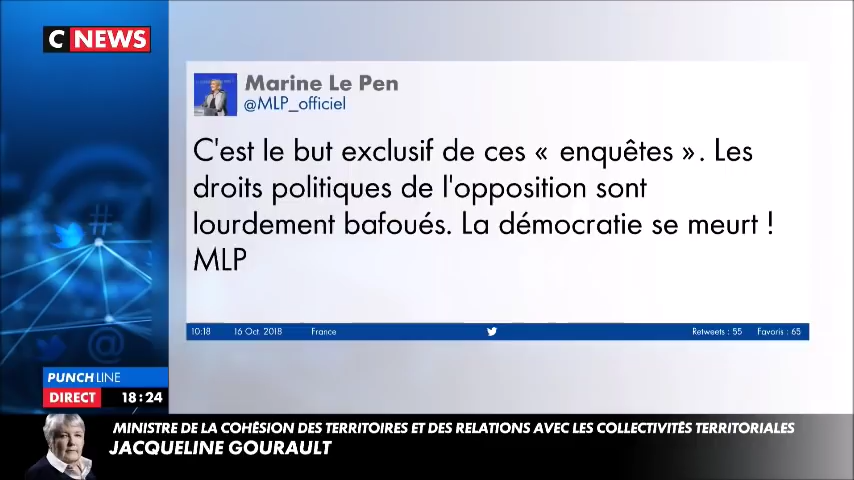 C NEWS
Marine Le Pen
@MLP_officiel
C'est le but exclusif de ces « enquêtes ». Les
droits politiques de l'opposition sont
lourdement bafoués. La démocratie se meurt !
MLP
10:18 16 Oct. 2018 France Retweets : 55 Favoris : 65
PUNCHLINE
DIRECT 18:24
MINISTRE DE LA COHÉSION DES TERRITOIRES ET DES RELATIONS AVEC LES COLLECTIVITÉS TERRITORIALES
JACQUELINE GOURAULT